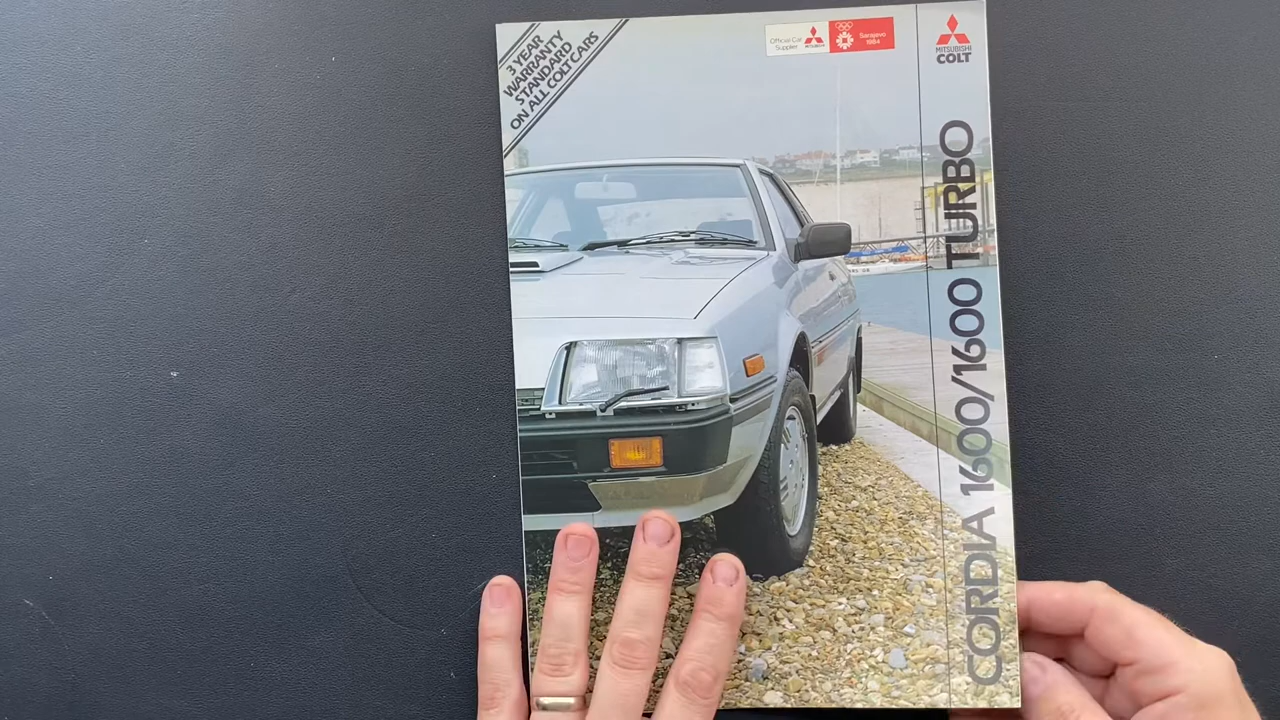 3 YEAR
WARRANTY
STANDARD
ON ALL COLT CARS
Official Car
Supplier
MITSUBISHI
Sarajevo
1984
MITSUBISHI
COLT
CORDIA 1600/1600 TURBO